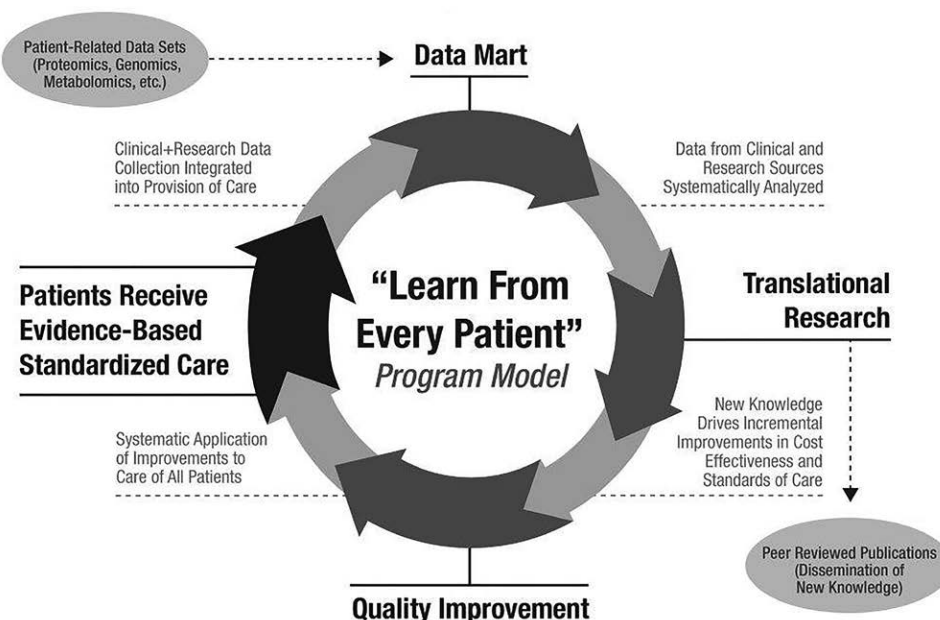 Patient-Related Data Sets
(Proteomics, Genomics,
Metabolomics, etc.)
Data Mart
Clinical+Research Data
Collection Integrated
into Provision of Care
Data from Clinical and
Research Sources
Systematically Analyzed
Patients Receive
Evidence-Based
Standardized Care
“Learn From
Every Patient”
Program Model
Translational
Research
Systematic Application
of Improvements to
Care of All Patients
New Knowledge
Drives Incremental
Improvements in Cost
Effectiveness and
Standards of Care
Quality Improvement
Peer Reviewed Publications
(Dissemination of
New Knowledge)